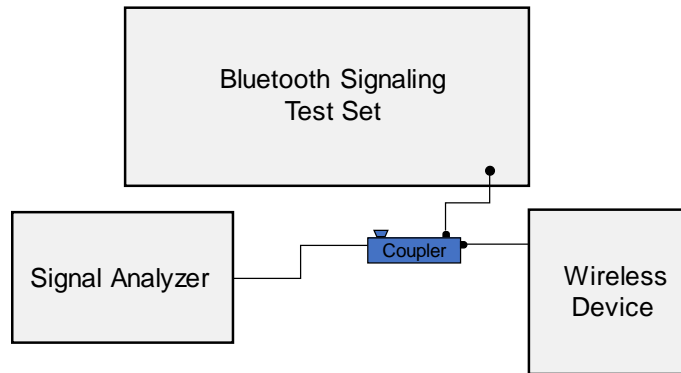 Bluetooth Signaling
Test Set
Signal Analyzer
Coupler
Wireless
Device